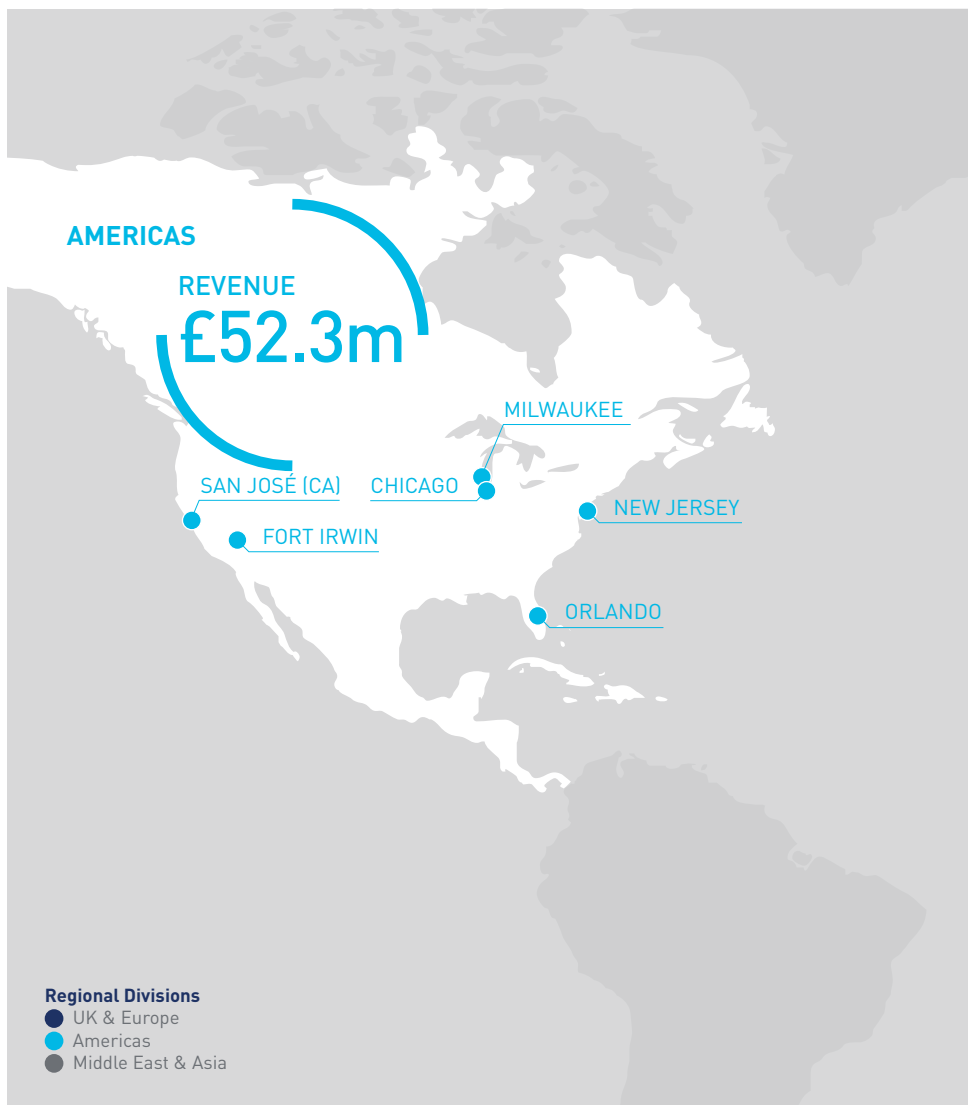 AMERICAS
REVENUE
£52.3m
MILWAUKEE
SAN JOSÉ (CA)
CHICAGO
NEW JERSEY
FORT IRWIN
ORLANDO
Regional Divisions
UK & Europe
Americas
Middle East & Asia